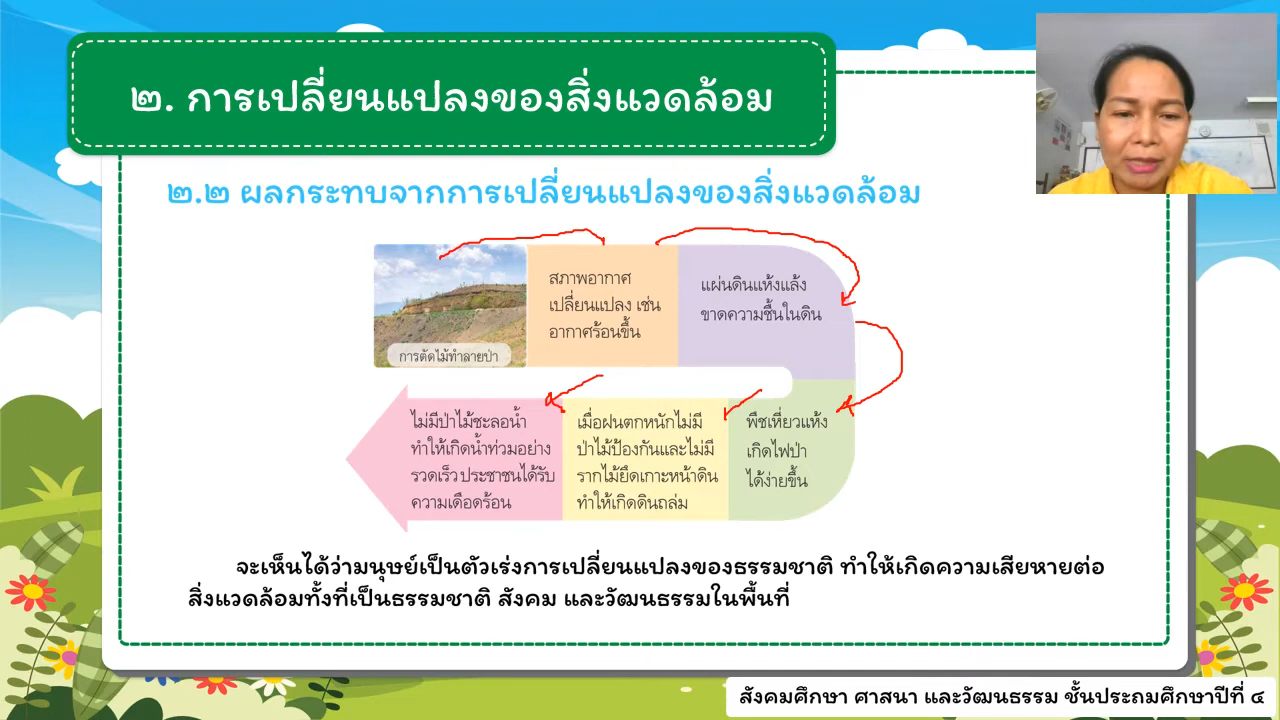 ๒. การเปลี่ยนแปลงของสิ่งแวดล้อม
๒.๒ ผลกระทบจากการเปลี่ยนแปลงของสิ่งแวดล้อม
การตัดไม้ทำลายป่า
สภาพอากาศ
เปลี่ยนแปลง เช่น
อากาศร้อนขึ้น
แผ่นดินแห้งแล้ง
ขาดความชื้นในดิน
พืชเหี่ยวแห้ง
เกิดไฟป่า
ได้ง่ายขึ้น
เมื่อฝนตกหนักไม่มี
ป่าไม้ป้องกันและไม่มี
รากไม้ยึดเกาะหน้าดิน
ทำให้เกิดดินถล่ม
ไม่มีป่าไม้ชะลอน้ำ
ทำให้เกิดน้ำท่วมอย่าง
รวดเร็ว ประชาชนได้รับ
ความเดือดร้อน
จะเห็นได้ว่ามนุษย์เป็นตัวเร่งการเปลี่ยนแปลงของธรรมชาติ ทำให้เกิดความเสียหายต่อ
สิ่งแวดล้อมทั้งที่เป็นธรรมชาติ สังคม และวัฒนธรรมในพื้นที่
สังคมศึกษา ศาสนา และวัฒนธรรม ชั้นประถมศึกษาปีที่ ๔